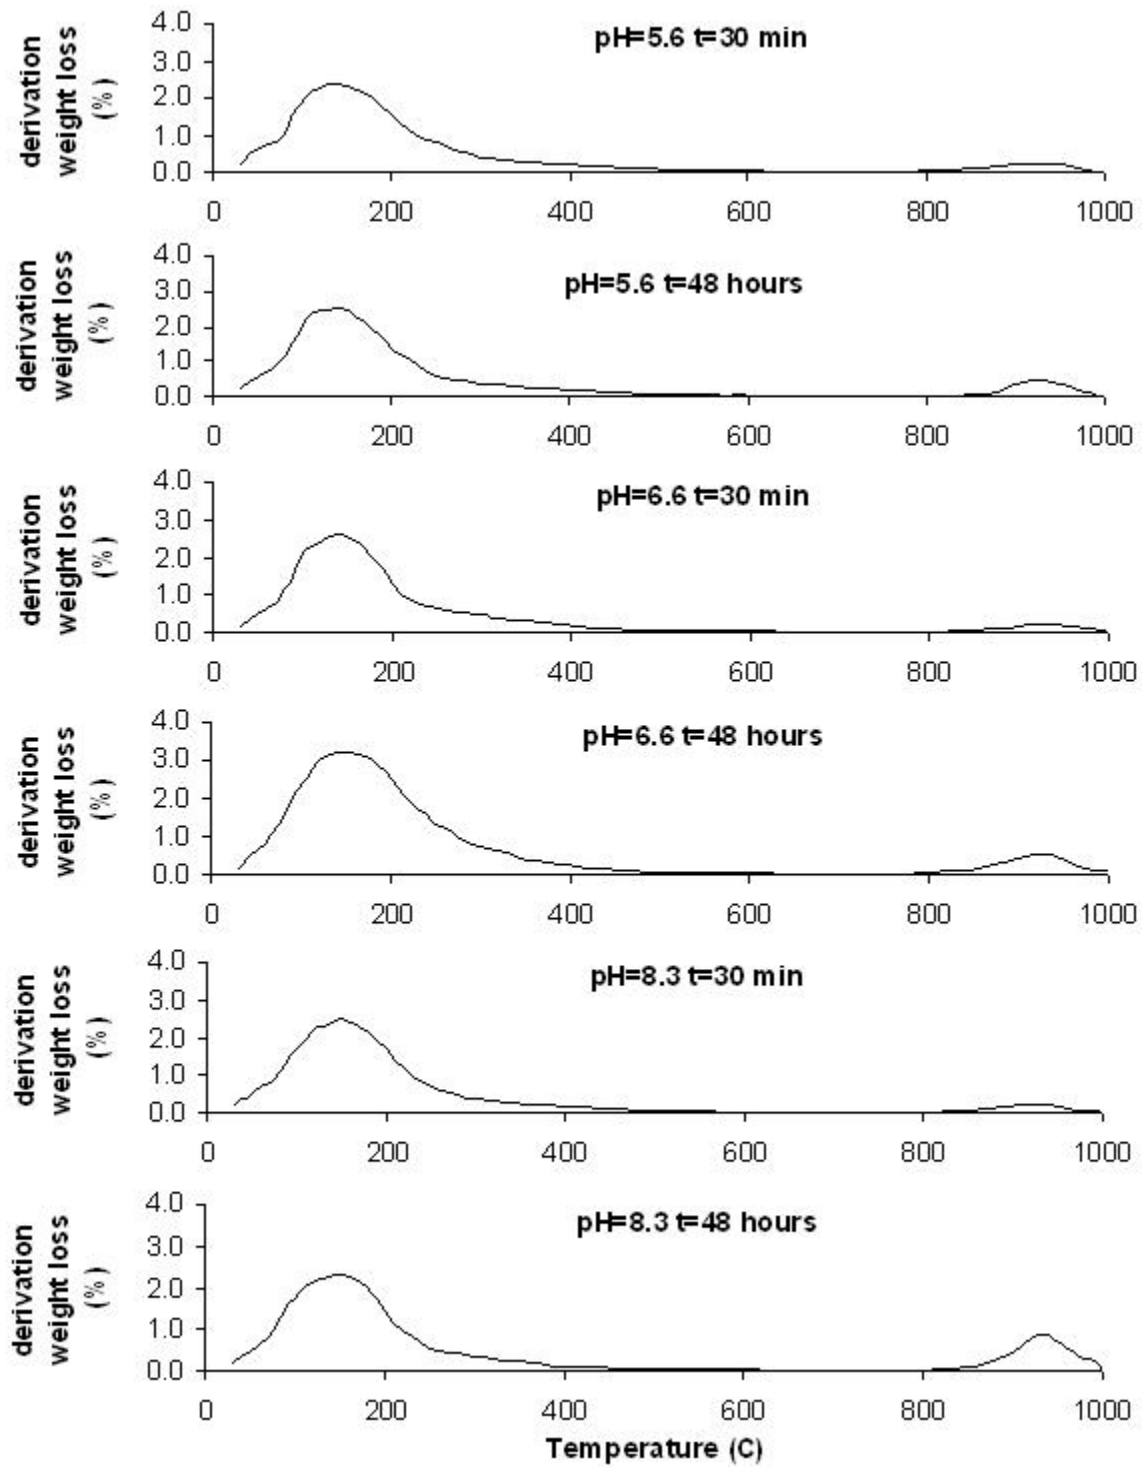 pH=5.6 t=30 min
derivation
weight loss
(%)
4.0
3.0
2.0
1.0
0.0
0 200 400 600 800 1000
pH=5.6 t=48 hours
derivation
weight loss
(%)
4.0
3.0
2.0
1.0
0.0
0 200 400 600 800 1000
pH=6.6 t=30 min
derivation
weight loss
(%)
4.0
3.0
2.0
1.0
0.0
0 200 400 600 800 1000
pH=6.6 t=48 hours
derivation
weight loss
(%)
4.0
3.0
2.0
1.0
0.0
0 200 400 600 800 1000
pH=8.3 t=30 min
derivation
weight loss
(%)
4.0
3.0
2.0
1.0
0.0
0 200 400 600 800 1000
pH=8.3 t=48 hours
derivation
weight loss
(%)
4.0
3.0
2.0
1.0
0.0
0 200 400 600 800 1000
Temperature (C)